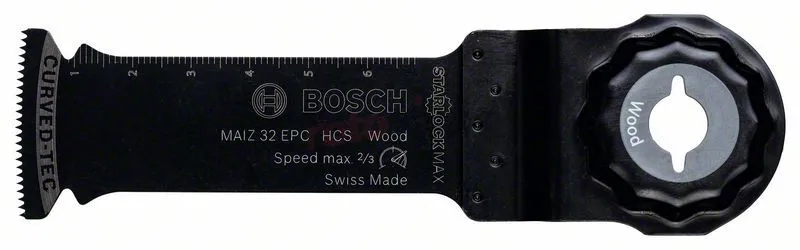 CURVED-TEC
1 2 3 4 5 6
BOSCH
MAIZ 32 EPC HCS Wood
Speed max. 2/3
Swiss Made
STARLOCK MAX
Wood